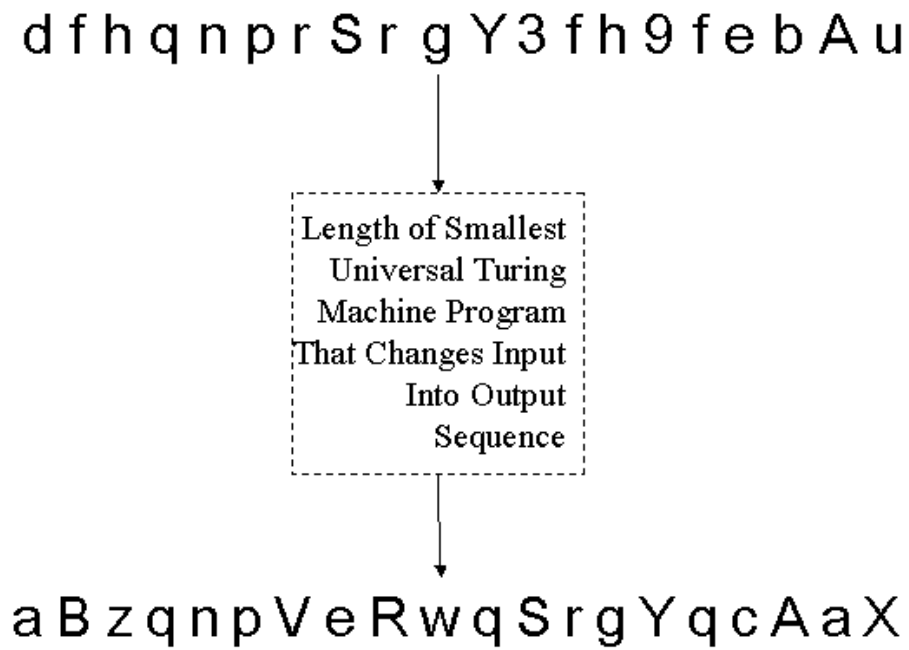 d f h q n p r S r g Y 3 f h 9 f e b A u
Length of Smallest
Universal Turing
Machine Program
That Changes Input
Into Output
Sequence
a B z q n p V e R w q S r g Y q c A a X